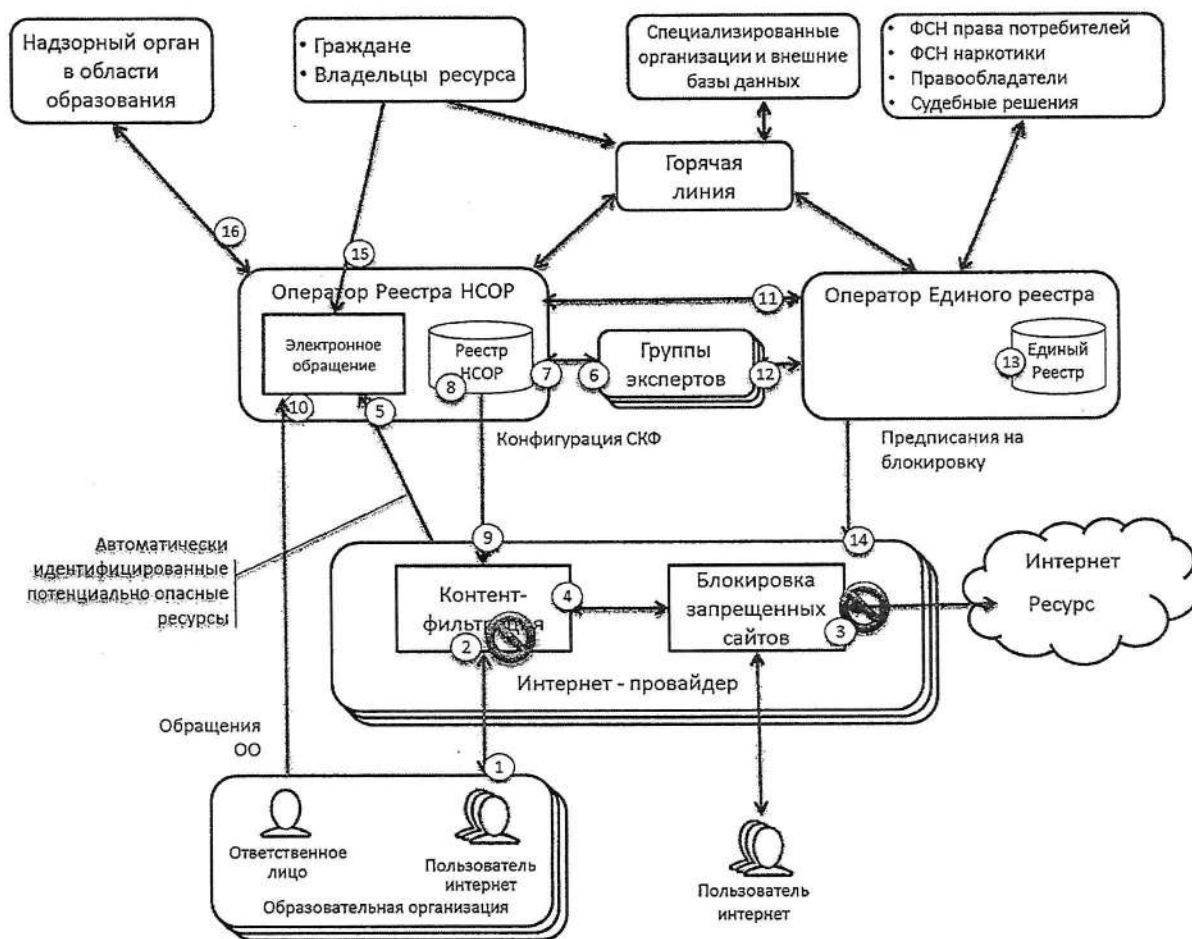 Надзорный орган
в области
образования
• Граждане
• Владельцы ресурса
Специализированные
организации и внешние
базы данных
• ФСН права потребителей
• ФСН наркотики
• Правообладатели
• Судебные решения
Горячая
линия
16
15
Оператор Реестра НСОР
11
Оператор Единого реестра
Электронное
обращение
Реестр
НСОР
8
7
6
Группы
экспертов
12
13
Единый
Реестр
10
5
Конфигурация СКФ
Предписания на
блокировку
Автоматически
идентифицированные
потенциально опасные
ресурсы
9
14
Контент-
фильтрация
2
4
Блокировка
запрещенных
сайтов
3
Интернет
Ресурс
Интернет - провайдер
Обращения
ОО
1
Ответственное
лицо
Пользователь
интернет
Образовательная организация
Пользователь
интернет